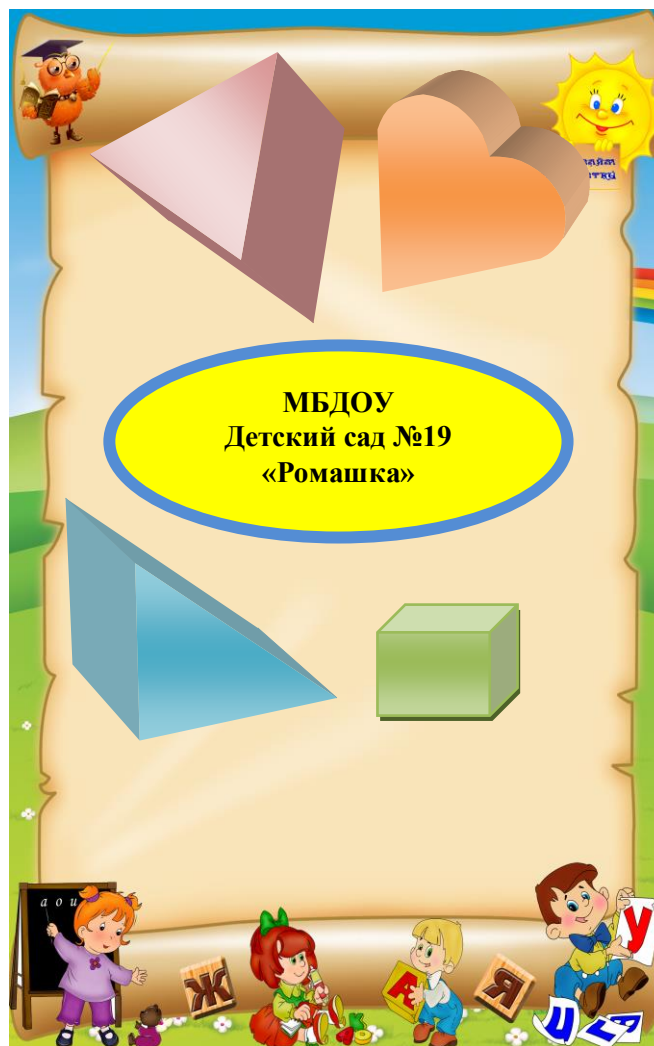 МБДОУ
Детский сад №19
«Ромашка»
а о и
Ж
А
Я
У